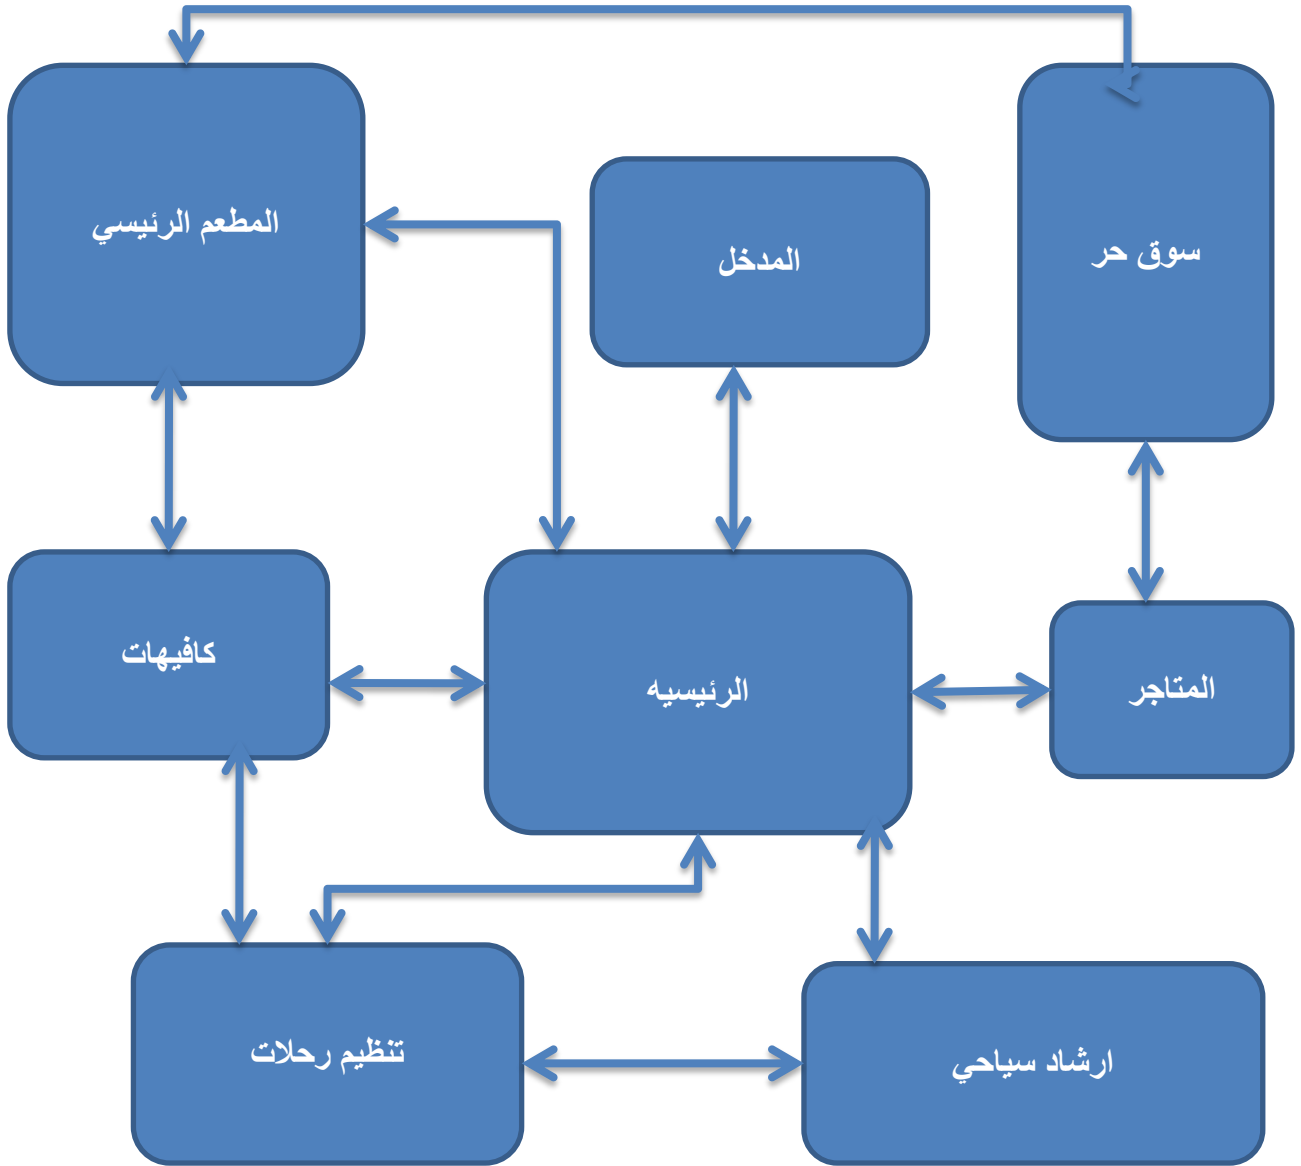 المطعم الرئيسي
سوق حر
المدخل
كافيهات
الرئيسيه
المتاجر
تنظيم رحلات
ارشاد سياحي